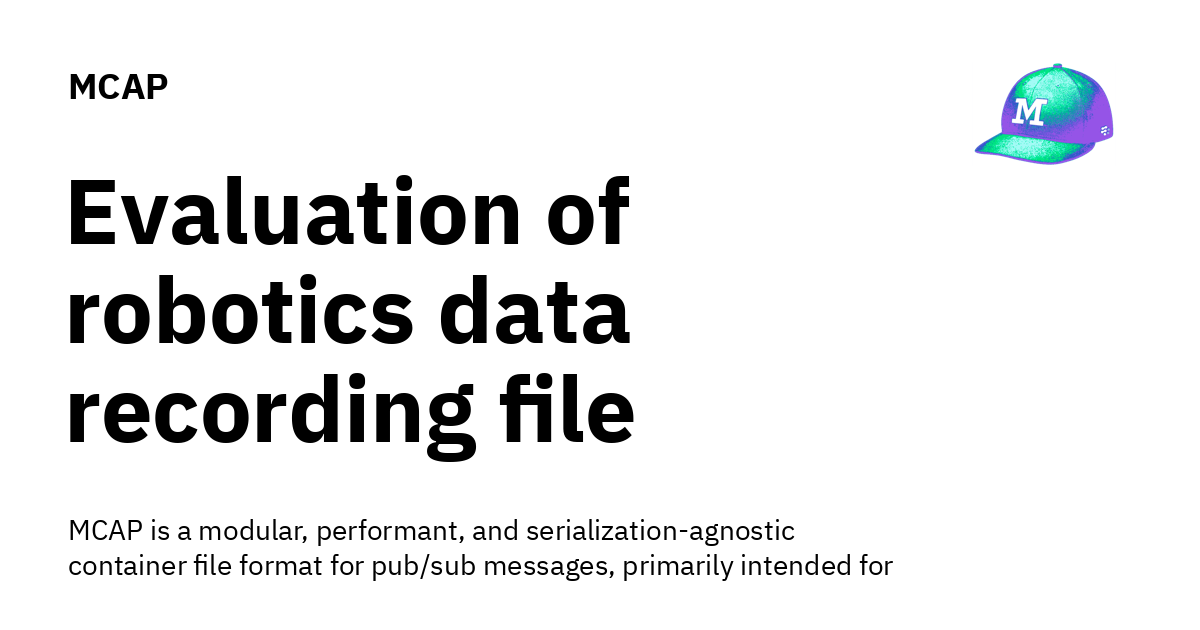 MCAP
M
Evaluation of
robotics data
recording file
MCAP is a modular, performant, and serialization-agnostic
container file format for pub/sub messages, primarily intended for